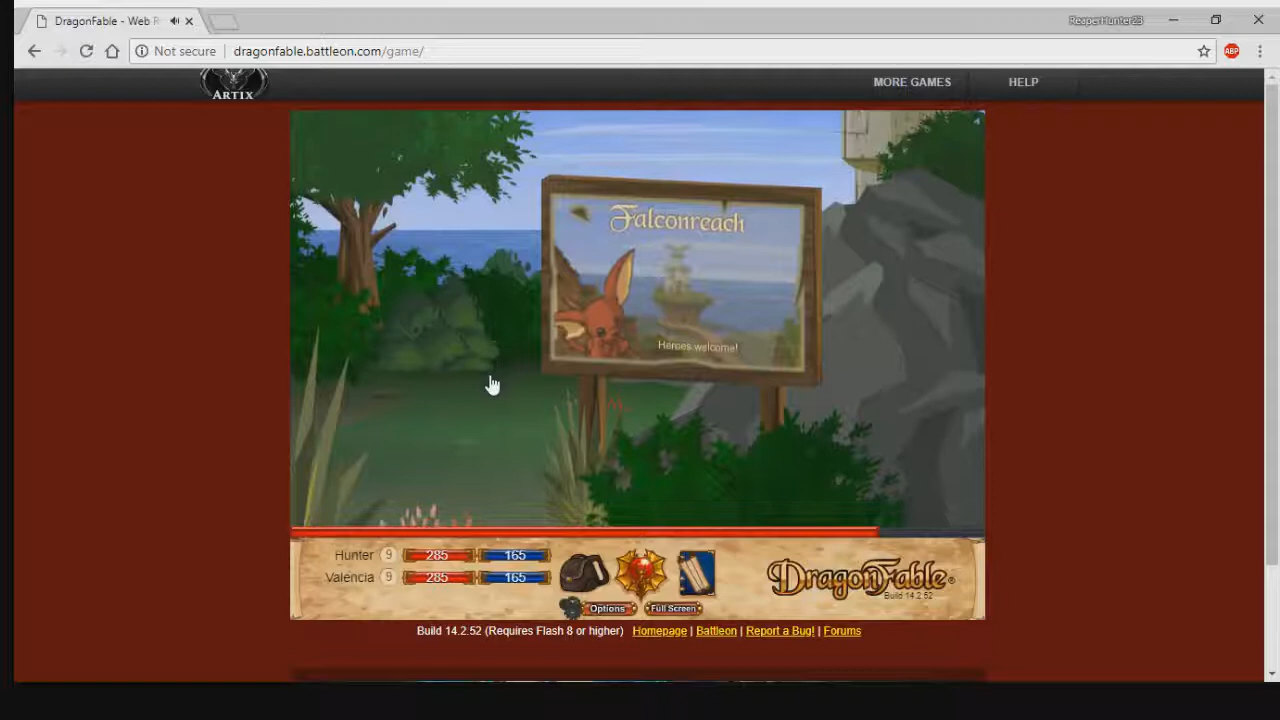 DragonFable - Web R
ReaperHunter23
Not secure
dragonfable.battleon.com/game/
ABP
ARTIX
MORE GAMES
HELP
Falconreach
Heroes welcome!
Hunter 9 285 165
Valencia 9 285 165
Options
Full Screen
DragonFable
Build 14.2.52
Build 14.2.52 (Requires Flash 8 or higher) Homepage | Battleon | Report a Bug! | Forums